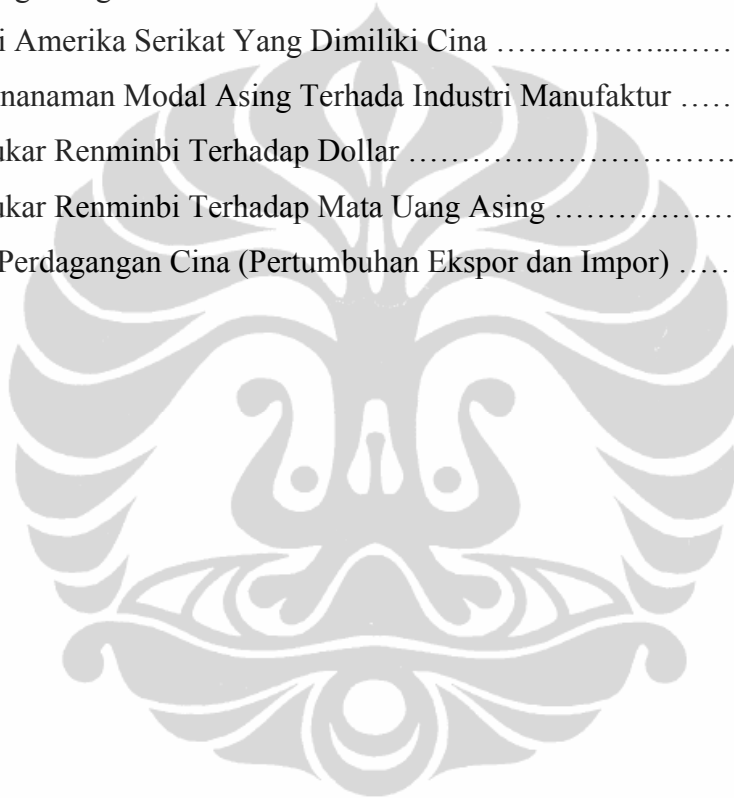 i Amerika Serikat Yang Dimiliki Cina ……………...……
nanaman Modal Asing Terhada Industri Manufaktur ……
ukar Renminbi Terhadap Dollar ………………………….
ukar Renminbi Terhadap Mata Uang Asing ………………
Perdagangan Cina (Pertumbuhan Ekspor dan Impor) ……